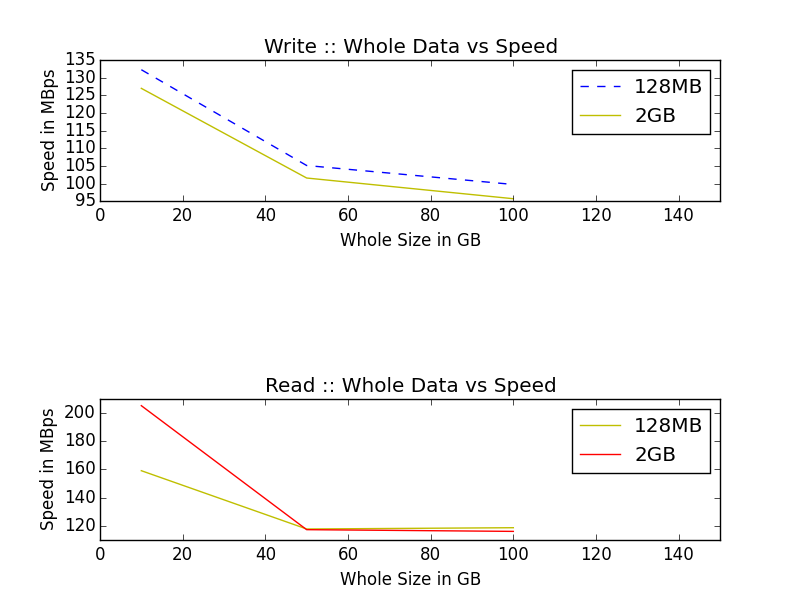 Write :: Whole Data vs Speed
Speed in MBps
135
130
125
120
115
110
105
100
95
128MB
2GB
0 20 40 60 80 100 120 140
Whole Size in GB
Read :: Whole Data vs Speed
Speed in MBps
200
180
160
140
120
128MB
2GB
0 20 40 60 80 100 120 140
Whole Size in GB